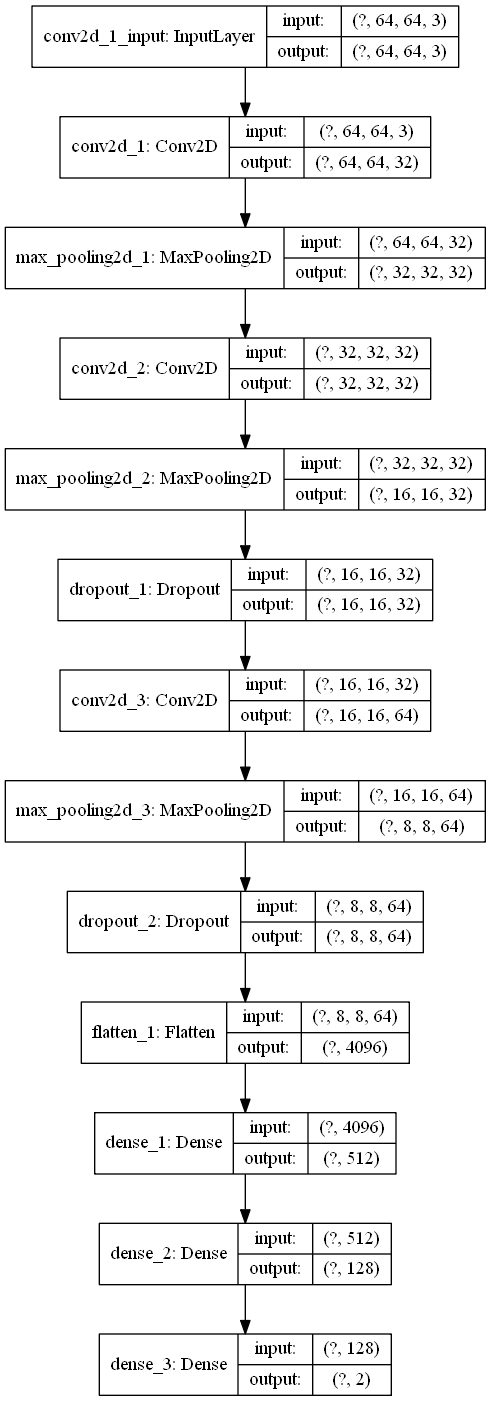 conv2d_1_input: InputLayer
input: (?, 64, 64, 3)
output: (?, 64, 64, 3)
conv2d_1: Conv2D
input: (?, 64, 64, 3)
output: (?, 64, 64, 32)
max_pooling2d_1: MaxPooling2D
input: (?, 64, 64, 32)
output: (?, 32, 32, 32)
conv2d_2: Conv2D
input: (?, 32, 32, 32)
output: (?, 32, 32, 32)
max_pooling2d_2: MaxPooling2D
input: (?, 32, 32, 32)
output: (?, 16, 16, 32)
dropout_1: Dropout
input: (?, 16, 16, 32)
output: (?, 16, 16, 32)
conv2d_3: Conv2D
input: (?, 16, 16, 32)
output: (?, 16, 16, 64)
max_pooling2d_3: MaxPooling2D
input: (?, 16, 16, 64)
output: (?, 8, 8, 64)
dropout_2: Dropout
input: (?, 8, 8, 64)
output: (?, 8, 8, 64)
flatten_1: Flatten
input: (?, 8, 8, 64)
output: (?, 4096)
dense_1: Dense
input: (?, 4096)
output: (?, 512)
dense_2: Dense
input: (?, 512)
output: (?, 128)
dense_3: Dense
input: (?, 128)
output: (?, 2)